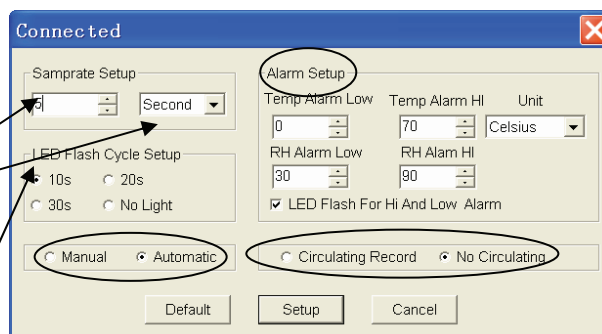 Connected
Samprate Setup
5 Second
LED Flash Cycle Setup
10s 20s
30s No Light
Manual Automatic
Alarm Setup
Temp Alarm Low Temp Alarm HI Unit
0 70 Celsius
RH Alarm Low RH Alam HI
30 90
LED Flash For Hi And Low Alarm
Circulating Record No Circulating
Default Setup Cancel